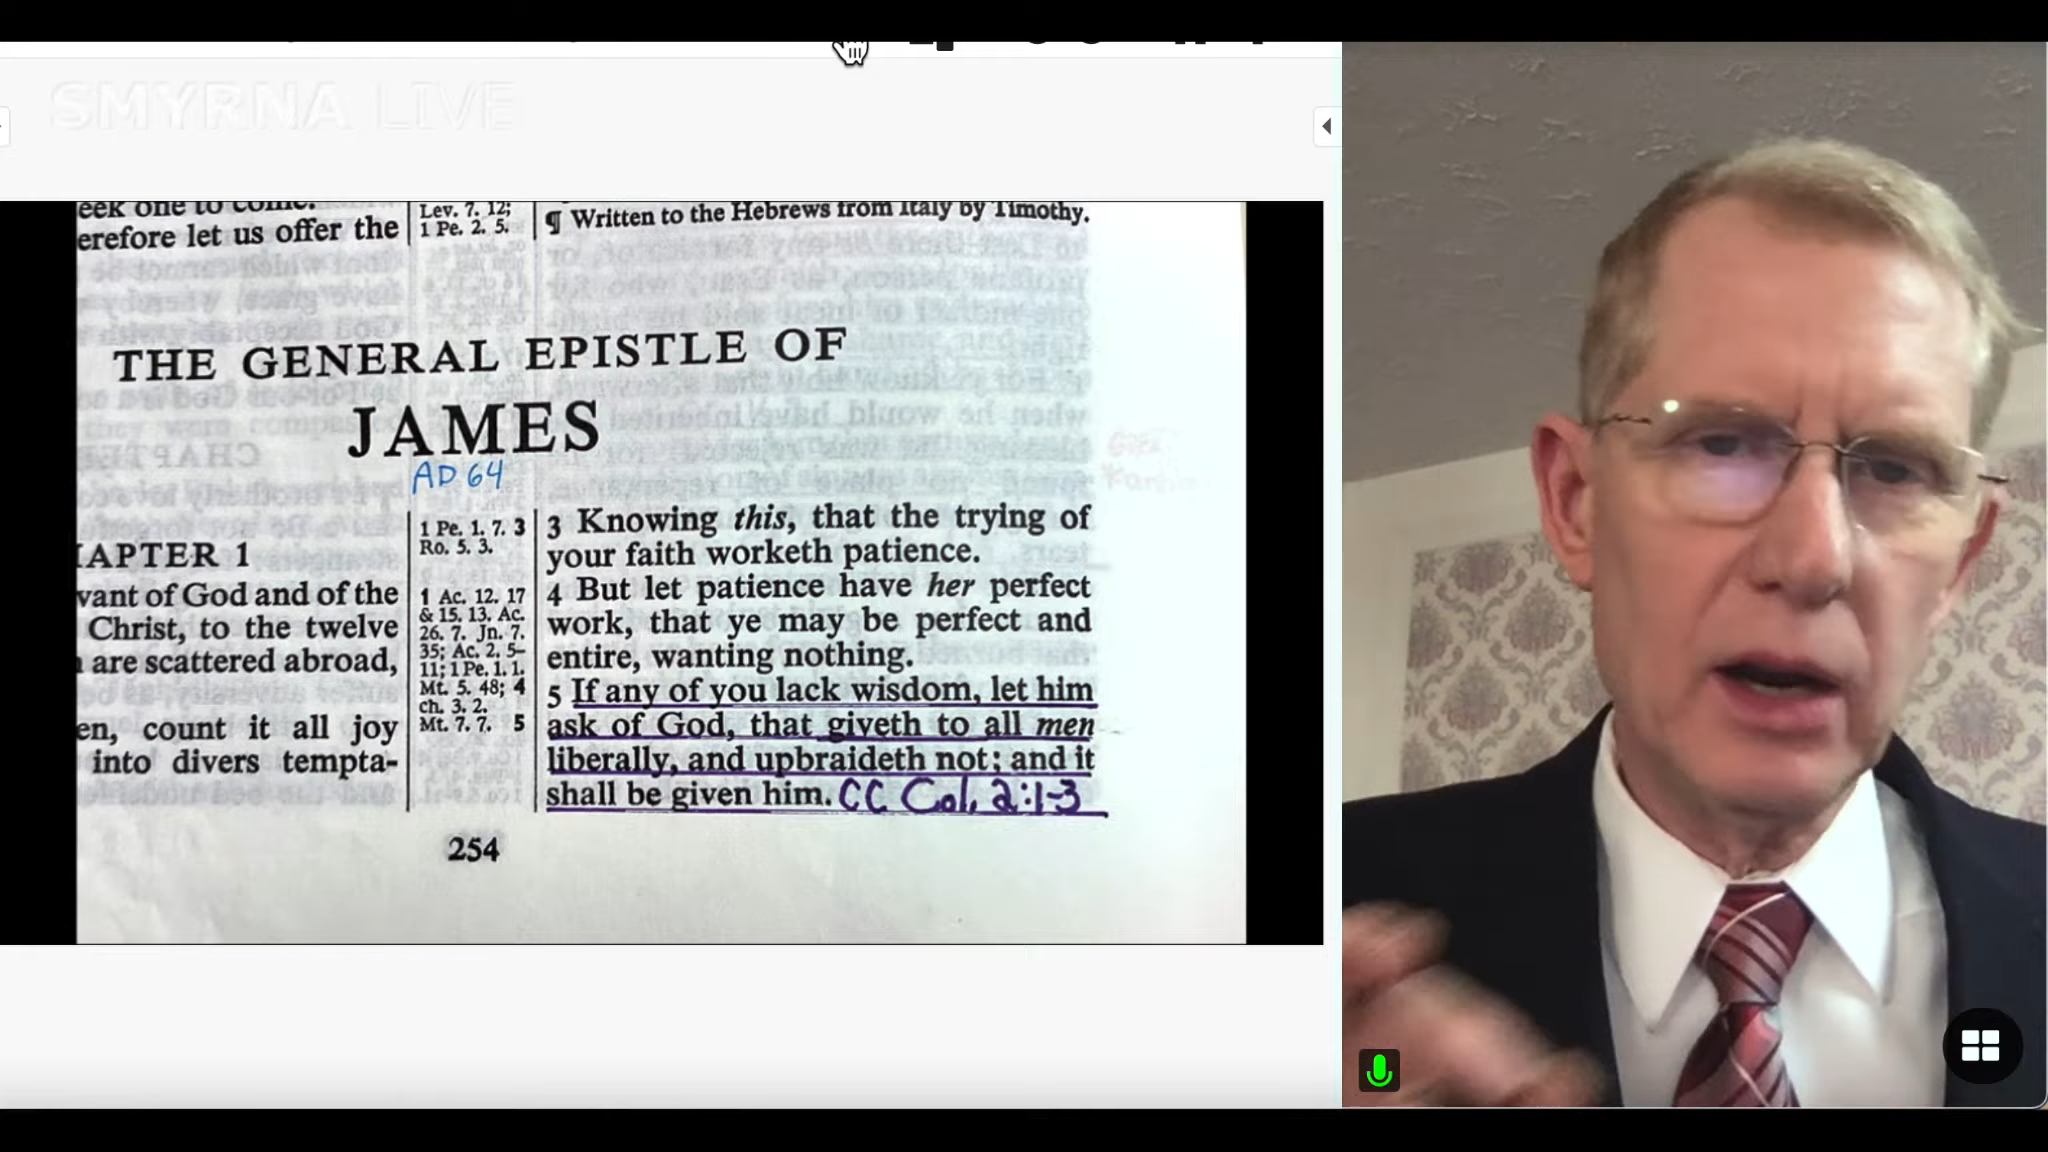 SMYRNA LIVE
eek one to come.
erefore let us offer the
Lev. 7. 12;
1 Pe. 2. 5.
¶ Written to the Hebrews from Italy by Timothy.
THE GENERAL EPISTLE OF
JAMES
AD 64
HAPTER 1
vant of God and of the
Christ, to the twelve
are scattered abroad,
en, count it all joy
into divers tempta-
1 Pe. 1. 7. 3
Ro. 5. 3.
1 Ac. 12. 17
& 15. 13. Ac.
26. 7. Jn. 7.
35; Ac. 2. 5-
11; 1 Pe. 1. 1.
Mt. 5. 48; 4
ch. 3. 2.
Mt. 7. 7. 5
3 Knowing this, that the trying of
your faith worketh patience.
4 But let patience have her perfect
work, that ye may be perfect and
entire, wanting nothing.
5 If any of you lack wisdom, let him
ask of God, that giveth to all men
liberally, and upbraideth not; and it
shall be given him. CC Col. 2:1-3
254